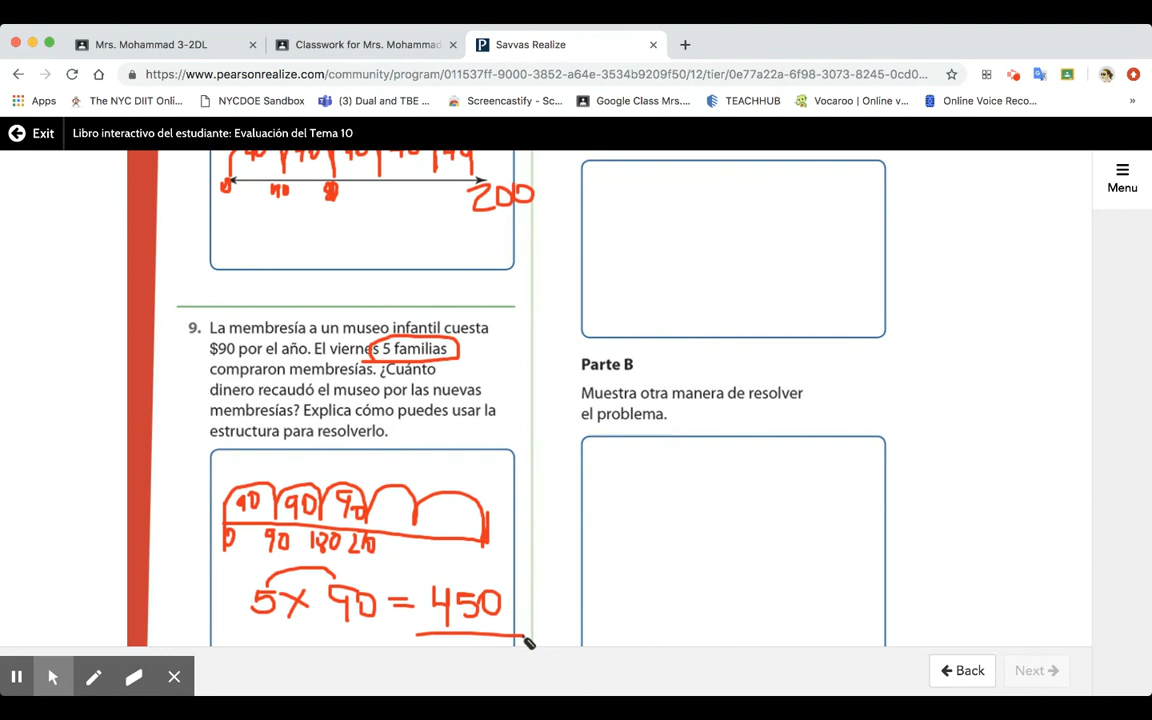 Mrs. Mohammad 3-2DL
Classwork for Mrs. Mohammad
Savvas Realize
https://www.pearsonrealize.com/community/program/011537ff-9000-3852-a64e-3534b9209f50/12/tier/0e77a22a-6f98-3073-8245-0cd0...
Apps
The NYC DIIT Onli...
NYCDOE Sandbox
(3) Dual and TBE ...
Screencastify - Sc...
Google Class Mrs....
TEACHHUB
Vocaroo | Online v...
Online Voice Reco...
Exit
Libro interactivo del estudiante: Evaluación del Tema 10
Menu
200
9. La membresía a un museo infantil cuesta
$90 por el año. El viernes 5 familias
compraron membresías. ¿Cuánto
dinero recaudó el museo por las nuevas
membresías? Explica cómo puedes usar la
estructura para resolverlo.
90 90 90
0 90 180
5 x 90 = 450
Parte B
Muestra otra manera de resolver
el problema.
Back
Next